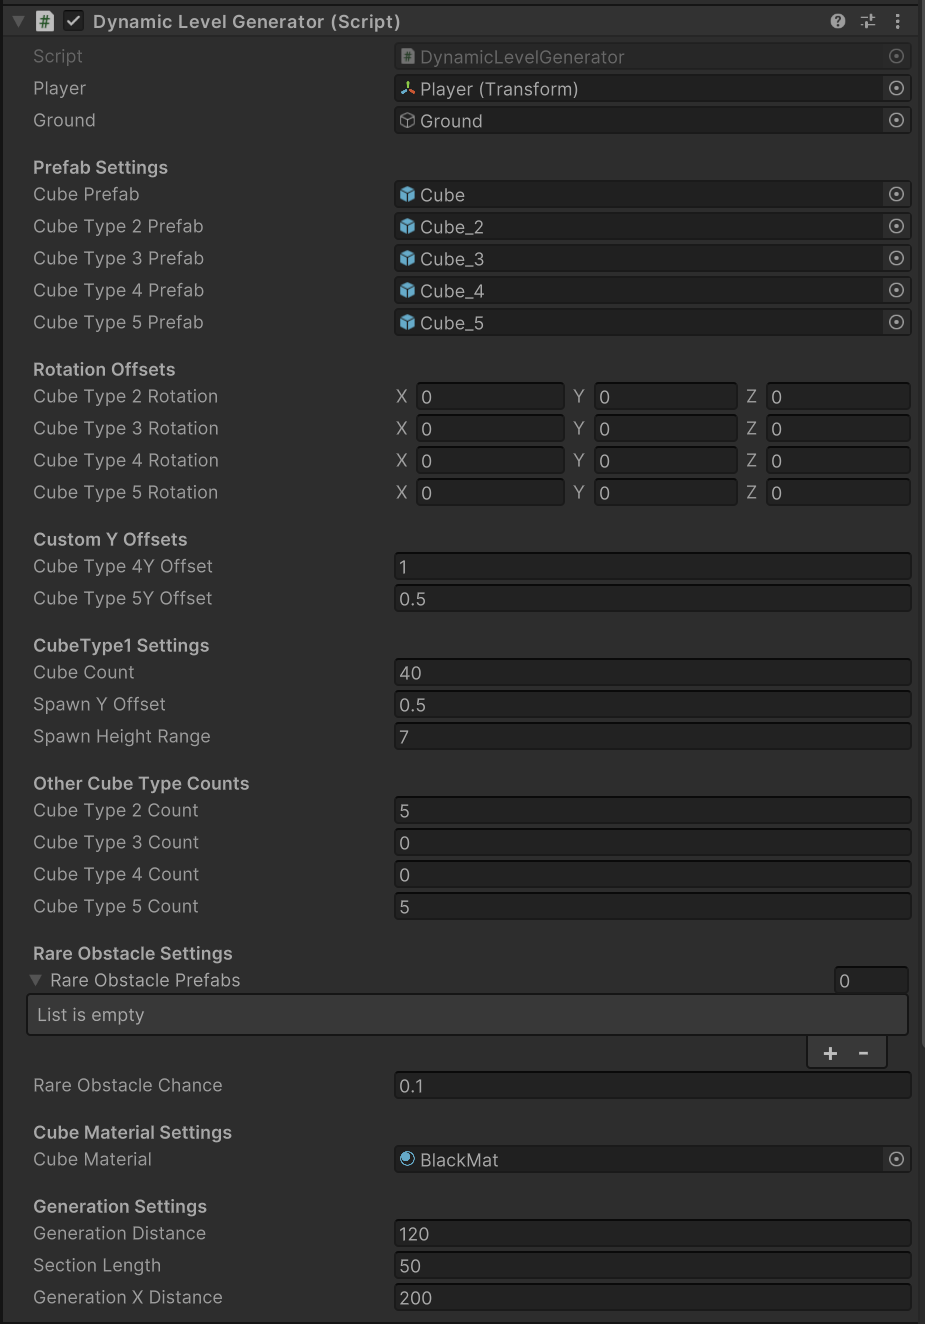 Dynamic Level Generator (Script)
Script DynamicLevelGenerator
Player Player (Transform)
Ground Ground
Prefab Settings
Cube Prefab Cube
Cube Type 2 Prefab Cube_2
Cube Type 3 Prefab Cube_3
Cube Type 4 Prefab Cube_4
Cube Type 5 Prefab Cube_5
Rotation Offsets
Cube Type 2 Rotation X 0 Y 0 Z 0
Cube Type 3 Rotation X 0 Y 0 Z 0
Cube Type 4 Rotation X 0 Y 0 Z 0
Cube Type 5 Rotation X 0 Y 0 Z 0
Custom Y Offsets
Cube Type 4Y Offset 1
Cube Type 5Y Offset 0.5
CubeType1 Settings
Cube Count 40
Spawn Y Offset 0.5
Spawn Height Range 7
Other Cube Type Counts
Cube Type 2 Count 5
Cube Type 3 Count 0
Cube Type 4 Count 0
Cube Type 5 Count 5
Rare Obstacle Settings
Rare Obstacle Prefabs 0
List is empty
+ -
Rare Obstacle Chance 0.1
Cube Material Settings
Cube Material BlackMat
Generation Settings
Generation Distance 120
Section Length 50
Generation X Distance 200